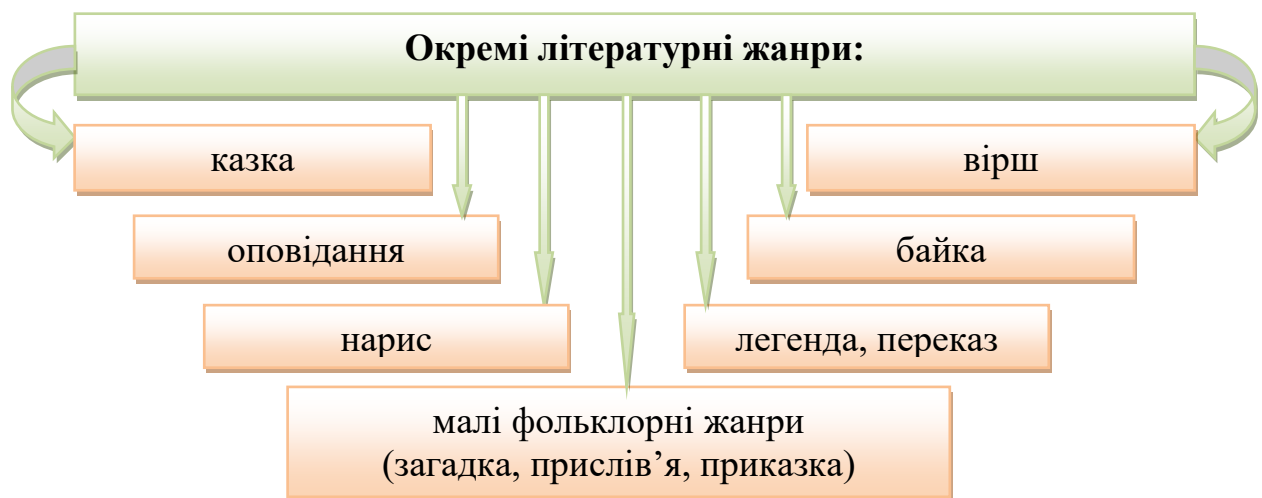 Окремі літературні жанри:
казка
вірш
оповідання
байка
нарис
легенда, переказ
малі фольклорні жанри
(загадка, прислів’я, приказка)